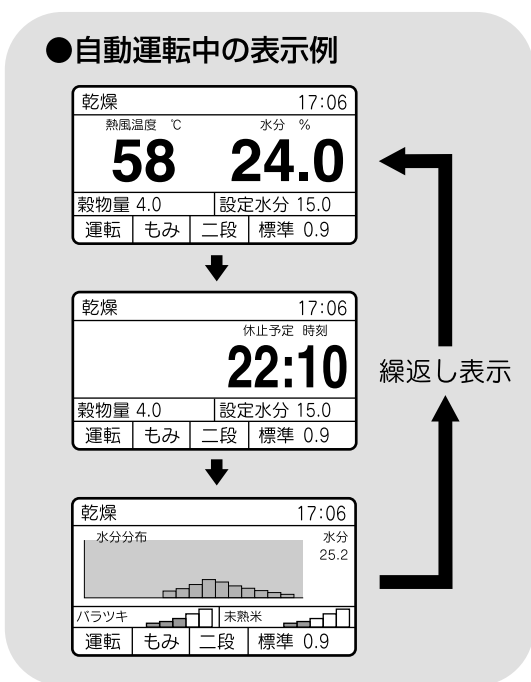 ●自動運転中の表示例
乾燥 17:06
熱風温度 ℃ 水分 %
58 24.0
穀物量 4.0 設定水分 15.0
運転 もみ 二段 標準 0.9
乾燥 17:06
休止予定 時刻
22:10
穀物量 4.0 設定水分 15.0
運転 もみ 二段 標準 0.9
繰返し表示
乾燥 17:06
水分分布 水分
25.2
バラツキ 未熟米
運転 もみ 二段 標準 0.9